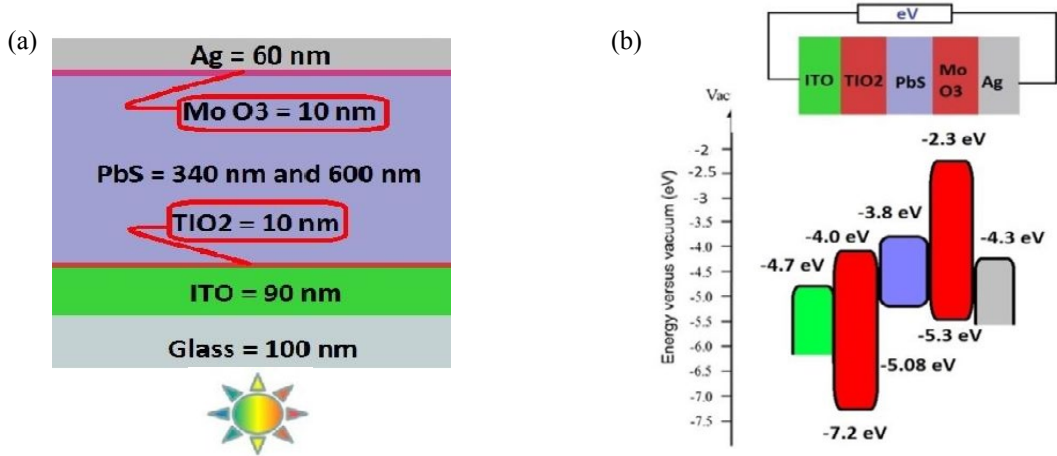 (a)
Ag = 60 nm
Mo O3 = 10 nm
PbS = 340 nm and 600 nm
TIO2 = 10 nm
ITO = 90 nm
Glass = 100 nm
(b)
eV
ITO
TIO2
PbS
Mo
O3
Ag
Vac
Energy versus vacuum (eV)
-2
-2.5
-3
-3.5
-4.0
-4.5
-5.0
-5.5
-6.0
-6.5
-7.0
-7.5
-2.3 eV
-3.8 eV
-4.0 eV
-4.3 eV
-4.7 eV
-5.3 eV
-5.08 eV
-7.2 eV